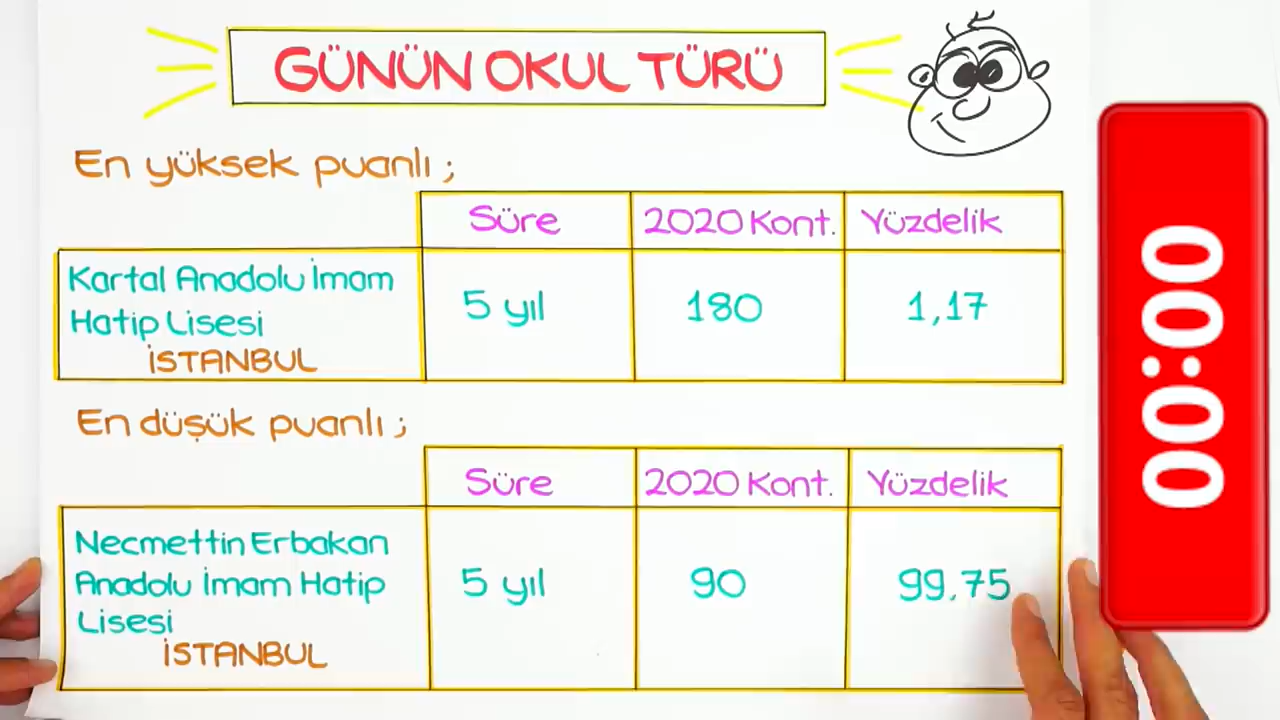 GÜNÜN OKUL TÜRÜ
En yüksek puanlı ;
Süre 2020 Kont. Yüzdelik
Kartal Anadolu İmam
Hatip Lisesi
İSTANBUL
5 yıl 180 1,17
En düşük puanlı ;
Süre 2020 Kont. Yüzdelik
Necmettin Erbakan
Anadolu İmam Hatip
Lisesi
İSTANBUL
5 yıl 90 99.75
00:00